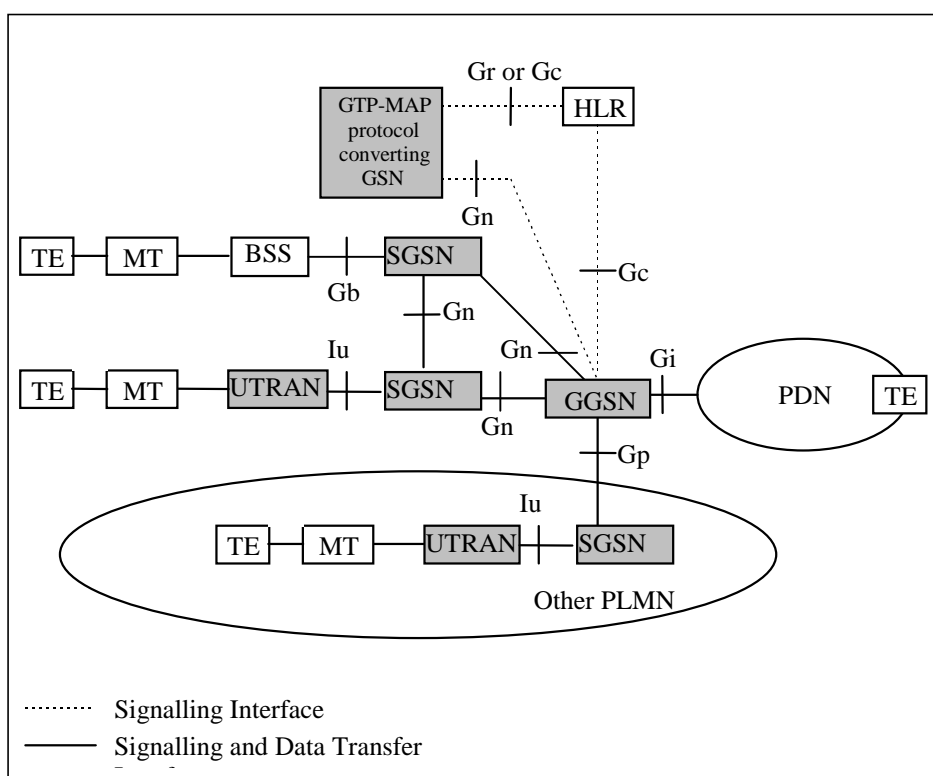 Gr or Gc
GTP-MAP
protocol
converting
GSN
HLR
Gn
TE
MT
BSS
SGSN
Gb
Gc
Gn
Iu
Gn
Gi
TE
MT
UTRAN
SGSN
Gn
GGSN
PDN
TE
Gp
Iu
TE
MT
UTRAN
SGSN
Other PLMN
Signalling Interface
Signalling and Data Transfer